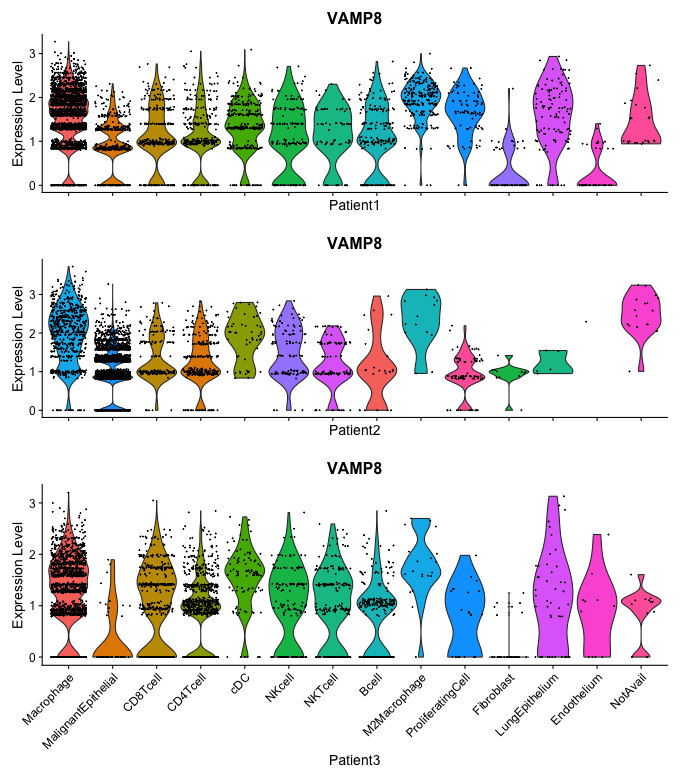 VAMP8
Expression Level
3
2
1
0
Patient1
VAMP8
Expression Level
3
2
1
0
Patient2
VAMP8
Expression Level
3
2
1
0
Macrophage
MalignantEpithelial
CD8Tcell
CD4Tcell
cDC
NKcell
NKTcell
Bcell
M2Macrophage
ProliferatingCell
Fibroblast
LungEpithelium
Endothelium
NotAvail
Patient3